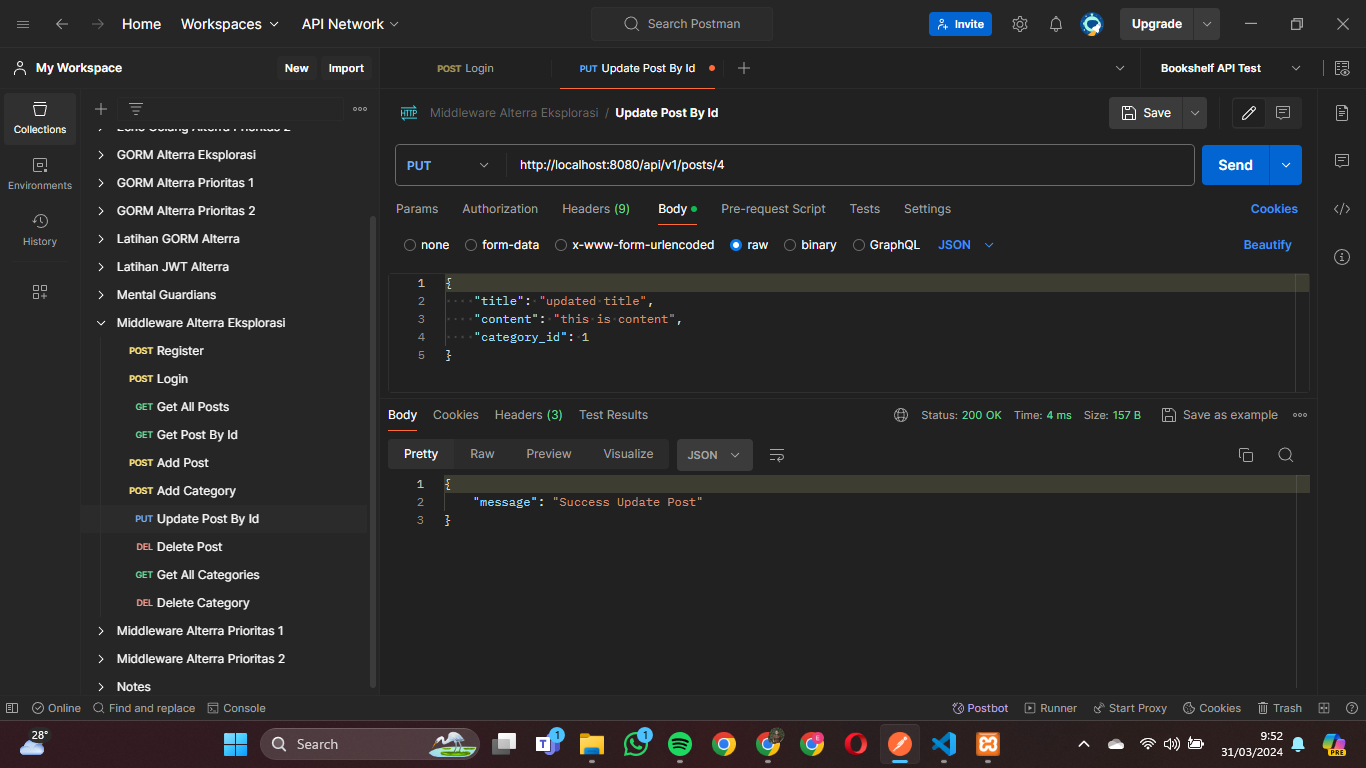 Home
Workspaces
API Network
Search Postman
Invite
Upgrade
My Workspace
New
Import
POST Login
PUT Update Post By Id
Bookshelf API Test
Collections
Environments
History
GORM Alterra Eksplorasi
GORM Alterra Prioritas 1
GORM Alterra Prioritas 2
Latihan GORM Alterra
Latihan JWT Alterra
Mental Guardians
Middleware Alterra Eksplorasi
POST Register
POST Login
GET Get All Posts
GET Get Post By Id
POST Add Post
POST Add Category
PUT Update Post By Id
DEL Delete Post
GET Get All Categories
DEL Delete Category
Middleware Alterra Prioritas 1
Middleware Alterra Prioritas 2
Notes
HTTP Middleware Alterra Eksplorasi / Update Post By Id
Save
PUT
http://localhost:8080/api/v1/posts/4
Send
Params
Authorization
Headers (9)
Body
Pre-request Script
Tests
Settings
Cookies
none
form-data
x-www-form-urlencoded
raw
binary
GraphQL
JSON
Beautify
1 {
2 "title": "updated title",
3 "content": "this is content",
4 "category_id": 1
5 }
Body
Cookies
Headers (3)
Test Results
Status: 200 OK
Time: 4 ms
Size: 157 B
Save as example
Pretty
Raw
Preview
Visualize
JSON
1 {
2 "message": "Success Update Post"
3 }
Online
Find and replace
Console
Postbot
Runner
Start Proxy
Cookies
Trash
28°
Search
1
1
9:52
31/03/2024
PRE